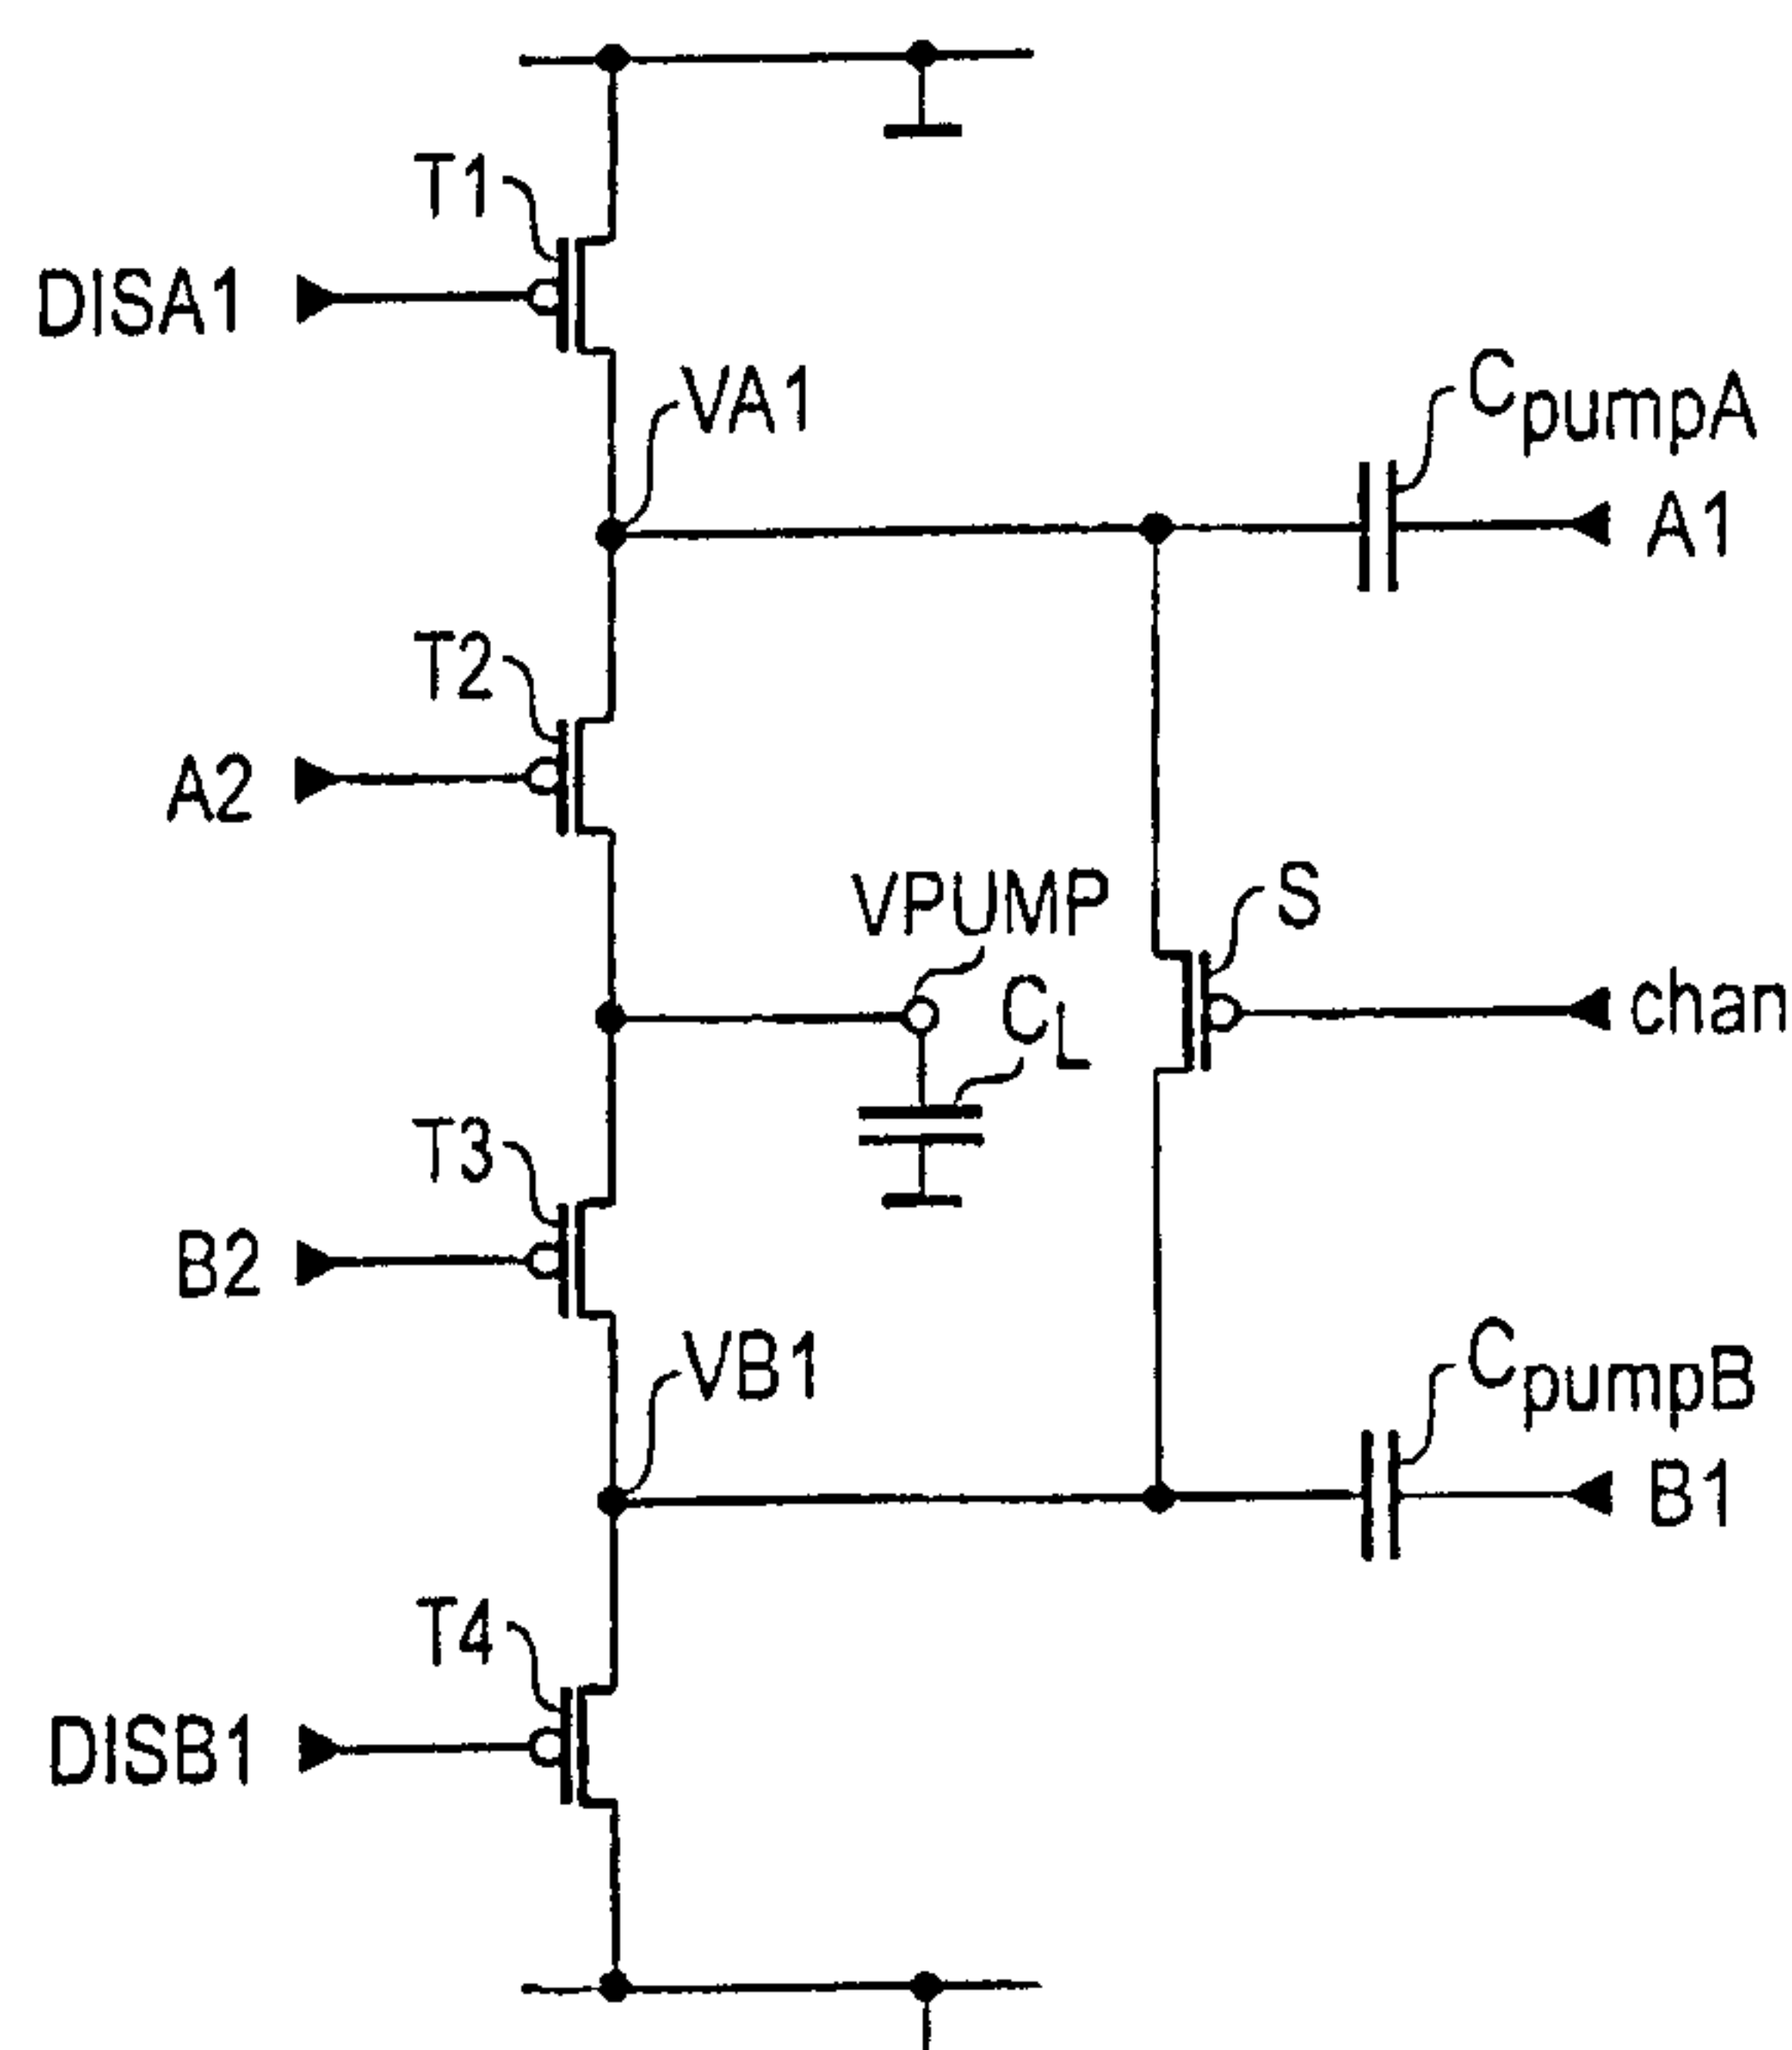 T1
DISA1
VA1
CpumpA
A1
T2
A2
VPUMP
CL
S
chan
T3
B2
VB1
CpumpB
B1
T4
DISB1